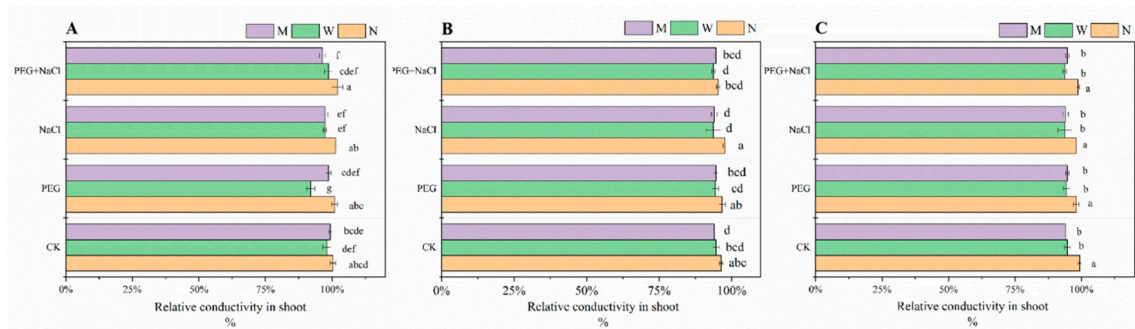 A
M W N
PEG+NaCl
f
cdef
a
NaCl
ef
ef
ab
PEG
cdef
g
abc
CK
bcde
def
abcd
0% 25% 50% 75% 100%
Relative conductivity in shoot
%
B
M W N
PEG−NaCl
bcd
d
bcd
NaCl
d
d
a
PEG
bcd
cd
ab
CK
d
bcd
abc
0% 25% 50% 75% 100%
Relative conductivity in shoot
%
C
M W N
PEG+NaCl
b
b
a
NaCl
b
b
a
PEG
b
b
a
CK
b
b
a
0% 25% 50% 75% 100%
Relative conductivity in shoot
%